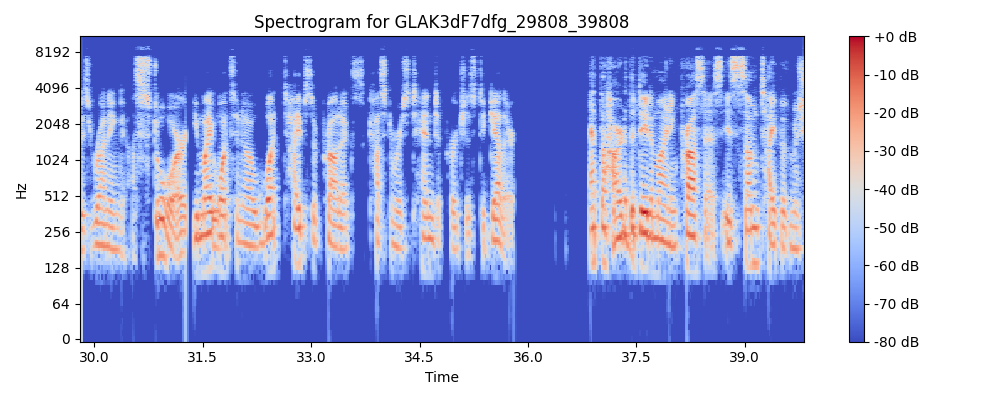 Spectrogram for GLAK3dF7dfg_29808_39808
8192
4096
2048
1024
512
256
128
64
0
Hz
30.0 31.5 33.0 34.5 36.0 37.5 39.0
Time
+0 dB
-10 dB
-20 dB
-30 dB
-40 dB
-50 dB
-60 dB
-70 dB
-80 dB